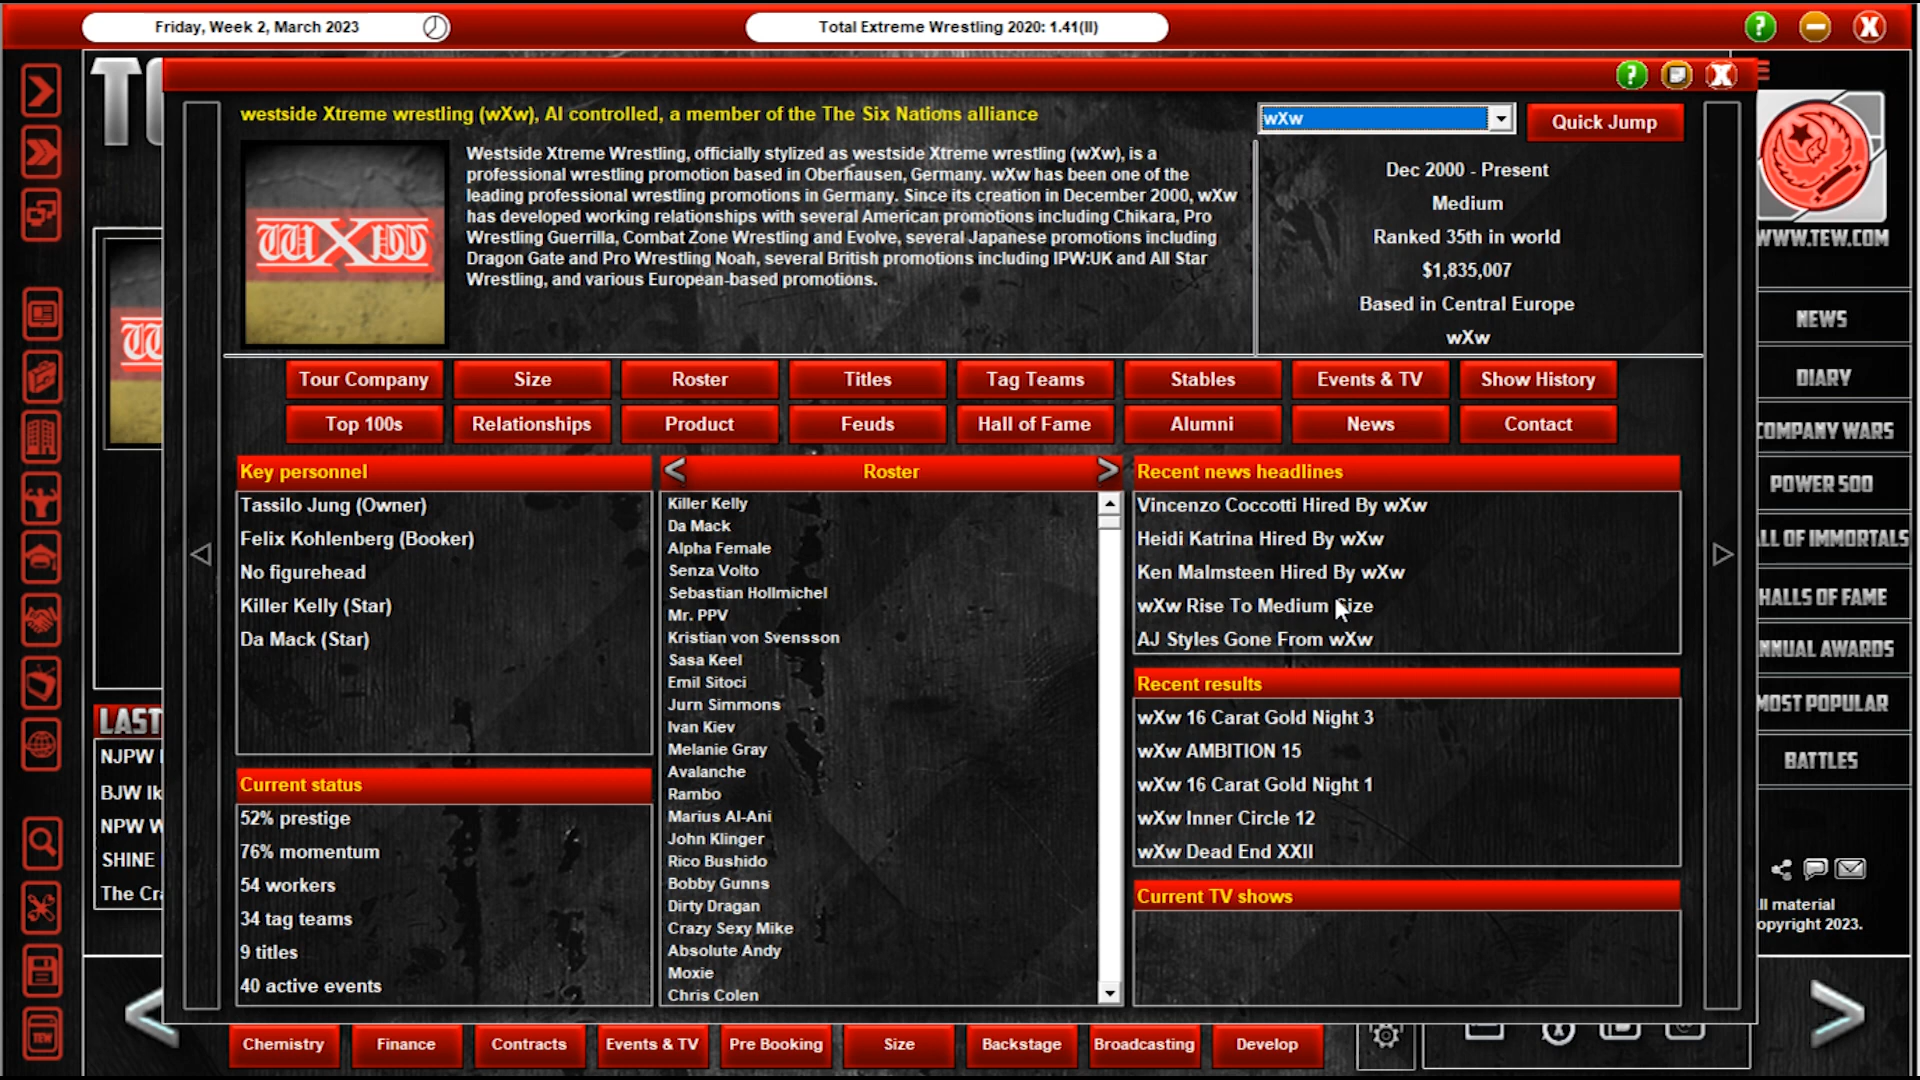 Friday, Week 2, March 2023
Total Extreme Wrestling 2020: 1.41(II)
westside Xtreme wrestling (wXw), AI controlled, a member of the The Six Nations alliance
wXw
Quick Jump
Westside Xtreme Wrestling, officially stylized as westside Xtreme wrestling (wXw), is a
professional wrestling promotion based in Oberhausen, Germany. wXw has been one of the
leading professional wrestling promotions in Germany. Since its creation in December 2000, wXw
has developed working relationships with several American promotions including Chikara, Pro
Wrestling Guerrilla, Combat Zone Wrestling and Evolve, several Japanese promotions including
Dragon Gate and Pro Wrestling Noah, several British promotions including IPW:UK and All Star
Wrestling, and various European-based promotions.
wXw
Dec 2000 - Present
Medium
Ranked 35th in world
$1,835,007
Based in Central Europe
wXw
Tour Company
Size
Roster
Titles
Tag Teams
Stables
Events & TV
Show History
Top 100s
Relationships
Product
Feuds
Hall of Fame
Alumni
News
Contact
Key personnel
Tassilo Jung (Owner)
Felix Kohlenberg (Booker)
No figurehead
Killer Kelly (Star)
Da Mack (Star)
Current status
52% prestige
76% momentum
54 workers
34 tag teams
9 titles
40 active events
Roster
Killer Kelly
Da Mack
Alpha Female
Senza Volto
Sebastian Hollmichel
Mr. PPV
Kristian von Svensson
Sasa Keel
Emil Sitoci
Jurn Simmons
Ivan Kiev
Melanie Gray
Avalanche
Rambo
Marius Al-Ani
John Klinger
Rico Bushido
Bobby Gunns
Dirty Dragan
Crazy Sexy Mike
Absolute Andy
Moxie
Chris Colen
Recent news headlines
Vincenzo Coccotti Hired By wXw
Heidi Katrina Hired By wXw
Ken Malmsteen Hired By wXw
wXw Rise To Medium Size
AJ Styles Gone From wXw
Recent results
wXw 16 Carat Gold Night 3
wXw AMBITION 15
wXw 16 Carat Gold Night 1
wXw Inner Circle 12
wXw Dead End XXII
Current TV shows
LAST
NJPW
BJW Ik
NPW W
SHINE
The Cra
WWW.TEW.COM
NEWS
DIARY
COMPANY WARS
POWER 500
LL OF IMMORTALS
HALLS OF FAME
NNUAL AWARDS
MOST POPULAR
BATTLES
ll material
opyright 2023.
Chemistry
Finance
Contracts
Events & TV
Pre Booking
Size
Backstage
Broadcasting
Develop
TEW